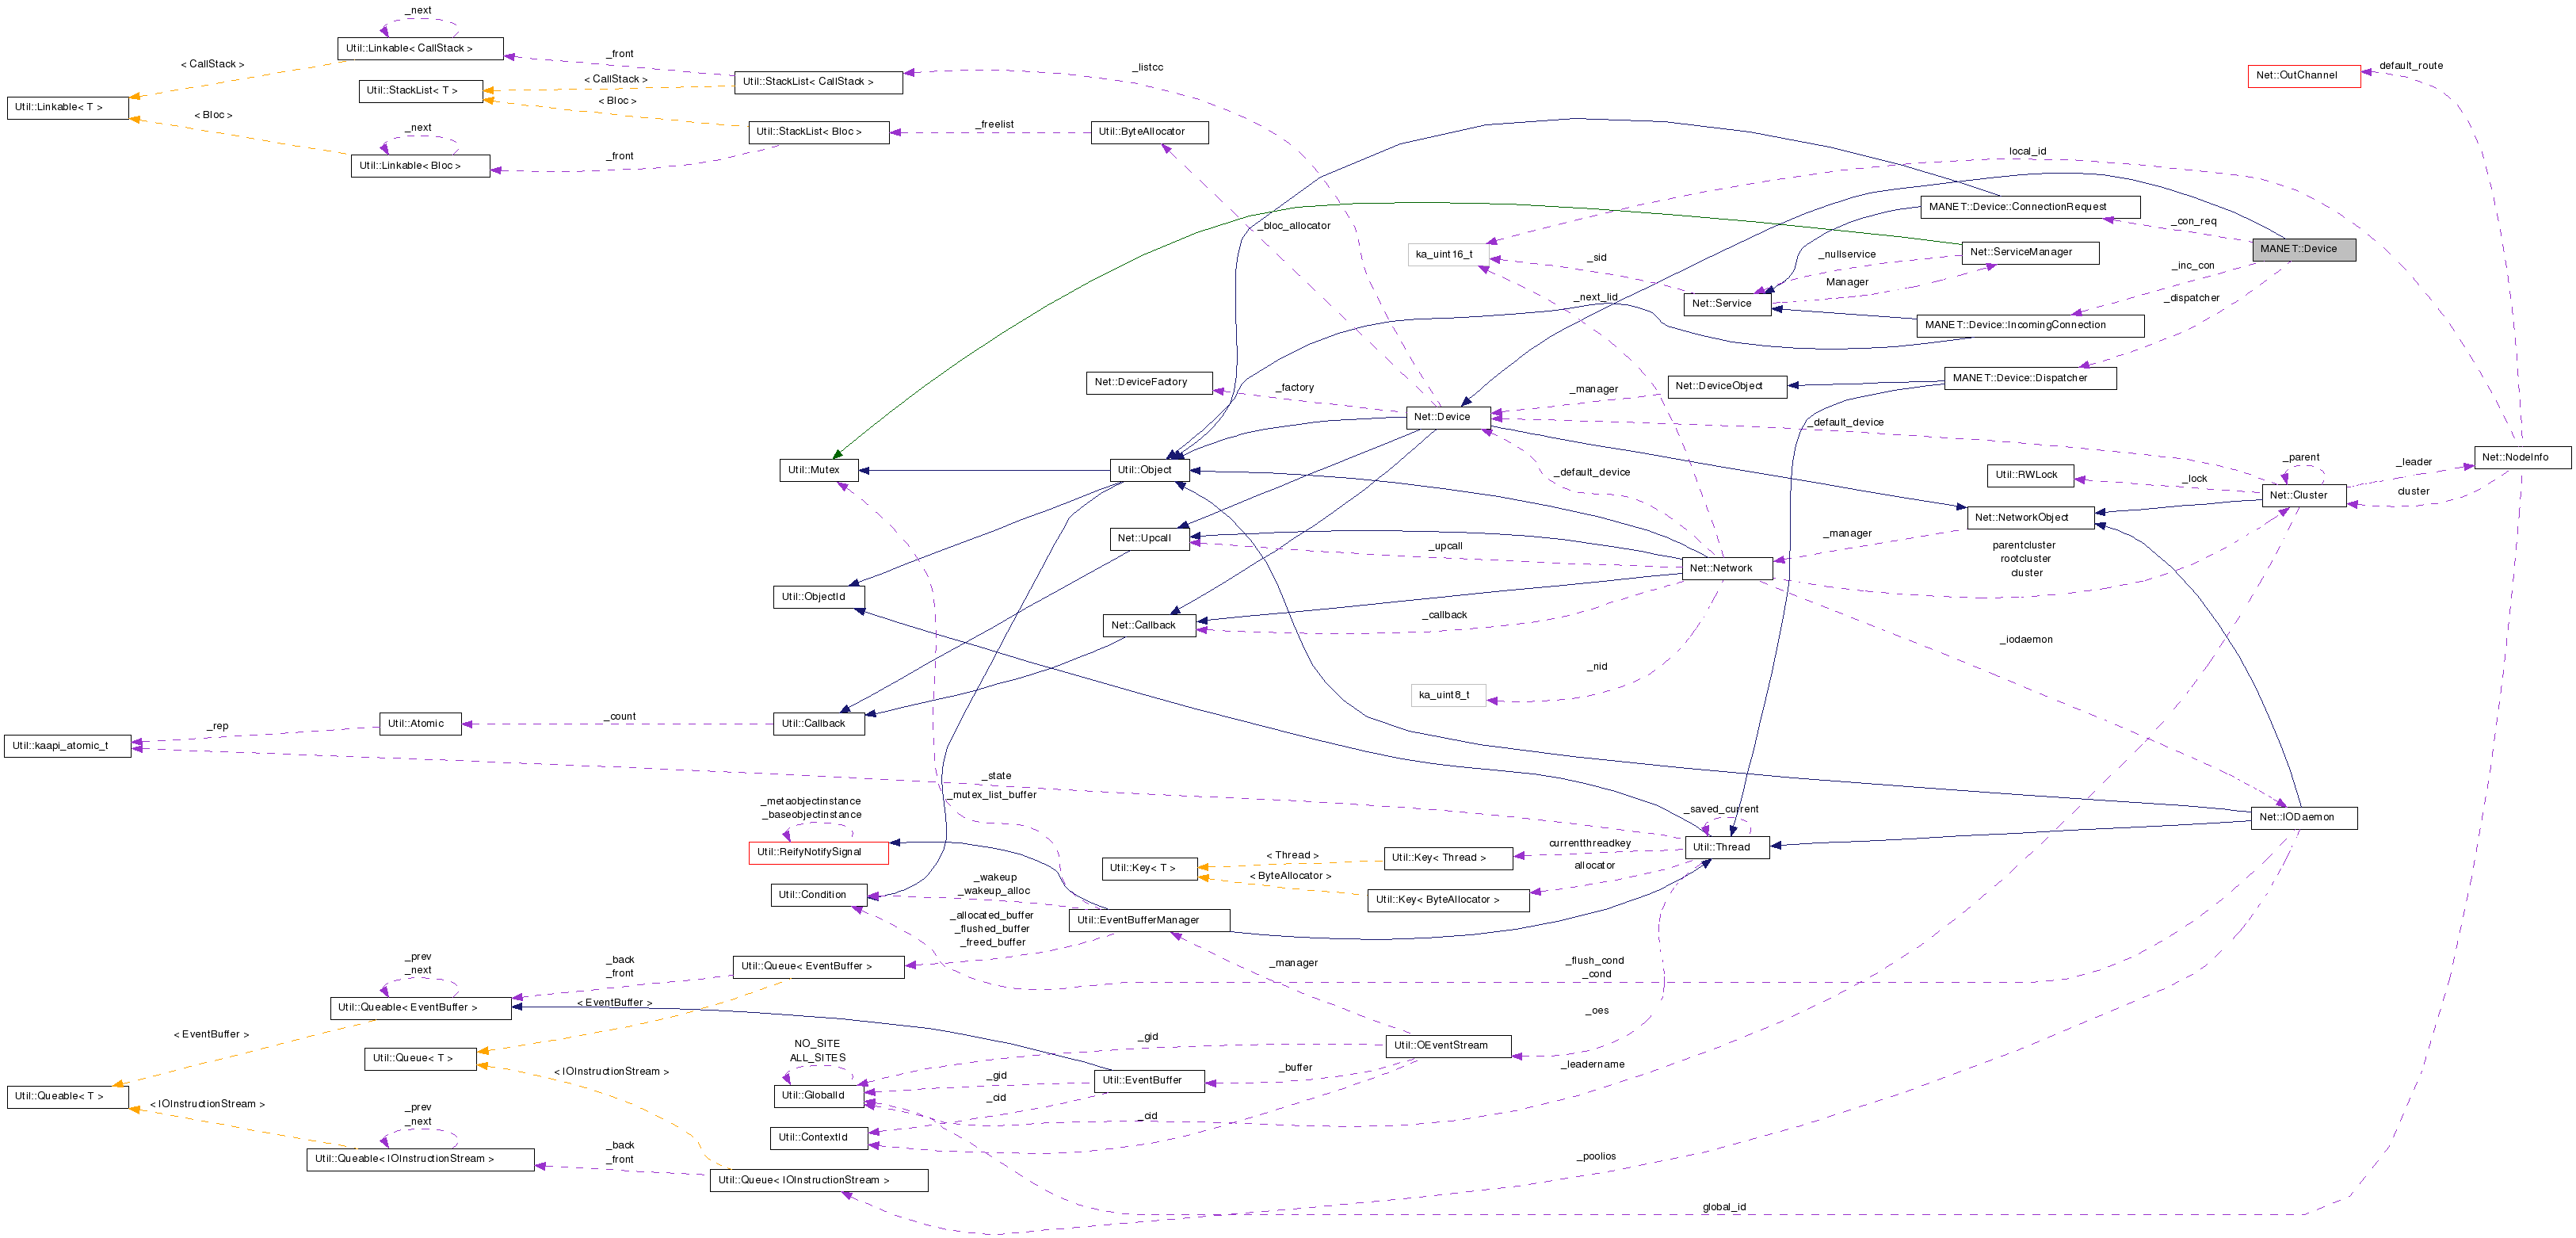 _next
Util::Linkable< CallStack >
_front
< CallStack >
Util::StackList< CallStack >
_listcc
Net::OutChannel
default_route
Util::StackList< T >
< CallStack >
< Bloc >
Util::Linkable< T >
< Bloc >
_next
Util::StackList< Bloc >
_freelist
Util::ByteAllocator
_front
Util::Linkable< Bloc >
local_id
MANET::Device::ConnectionRequest
_con_req
MANET::Device
_bloc_allocator
ka_uint16_t
_sid
_nullservice
Net::ServiceManager
_inc_con
Manager
_next_lid
Net::Service
_dispatcher
MANET::Device::IncomingConnection
Net::DeviceFactory
_factory
_manager
Net::DeviceObject
MANET::Device::Dispatcher
Net::Device
_default_device
Util::Mutex
Util::Object
_default_device
Util::RWLock
_lock
_parent
Net::Cluster
_leader
cluster
Net::NodeInfo
Net::Upcall
_upcall
_manager
Net::NetworkObject
Net::Network
parentcluster
rootcluster
cluster
Util::ObjectId
Net::Callback
_callback
_iodaemon
_nid
ka_uint8_t
_rep
Util::Atomic
_count
Util::Callback
Util::kaapi_atomic_t
_state
_mutex_list_buffer
_metaobjectinstance
_baseobjectinstance
Util::ReifyNotifySignal
_saved_current
Util::Thread
Net::IODaemon
Util::Key< T >
< Thread >
Util::Key< Thread >
currentthreadkey
allocator
< ByteAllocator >
Util::Key< ByteAllocator >
Util::Condition
_wakeup
_wakeup_alloc
Util::EventBufferManager
_allocated_buffer
_flushed_buffer
_freed_buffer
_prev
_next
_back
_front
Util::Queue< EventBuffer >
_manager
_flush_cond
_cond
Util::Queable< EventBuffer >
< EventBuffer >
_oes
< EventBuffer >
Util::Queue< T >
NO_SITE
ALL_SITES
_gid
Util::OEventStream
< IOInstructionStream >
_gid
Util::EventBuffer
_buffer
_leadername
Util::Queable< T >
Util::GlobalId
_cid
< IOInstructionStream >
_prev
_next
_cid
Util::ContextId
_back
_front
Util::Queable< IOInstructionStream >
_poolios
Util::Queue< IOInstructionStream >
global_id